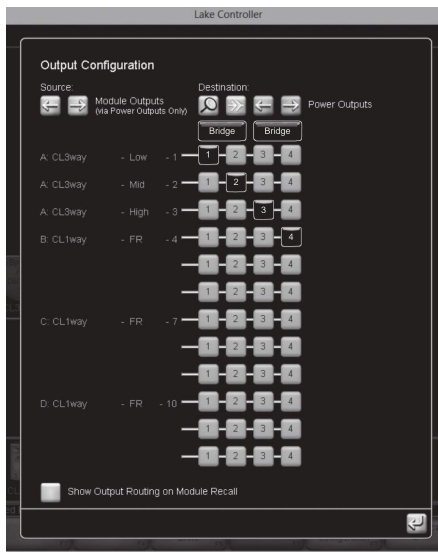 Lake Controller
Output Configuration
Source:
Module Outputs
(via Power Outputs Only)
Destination:
Power Outputs
Bridge Bridge
A: CL3way - Low - 1 1 2 3 4
A: CL3way - Mid - 2 1 2 3 4
A: CL3way - High - 3 1 2 3 4
B: CL1way - FR - 4 1 2 3 4
1 2 3 4
1 2 3 4
C: CL1way - FR - 7 1 2 3 4
1 2 3 4
1 2 3 4
D: CL1way - FR - 10 1 2 3 4
1 2 3 4
1 2 3 4
Show Output Routing on Module Recall